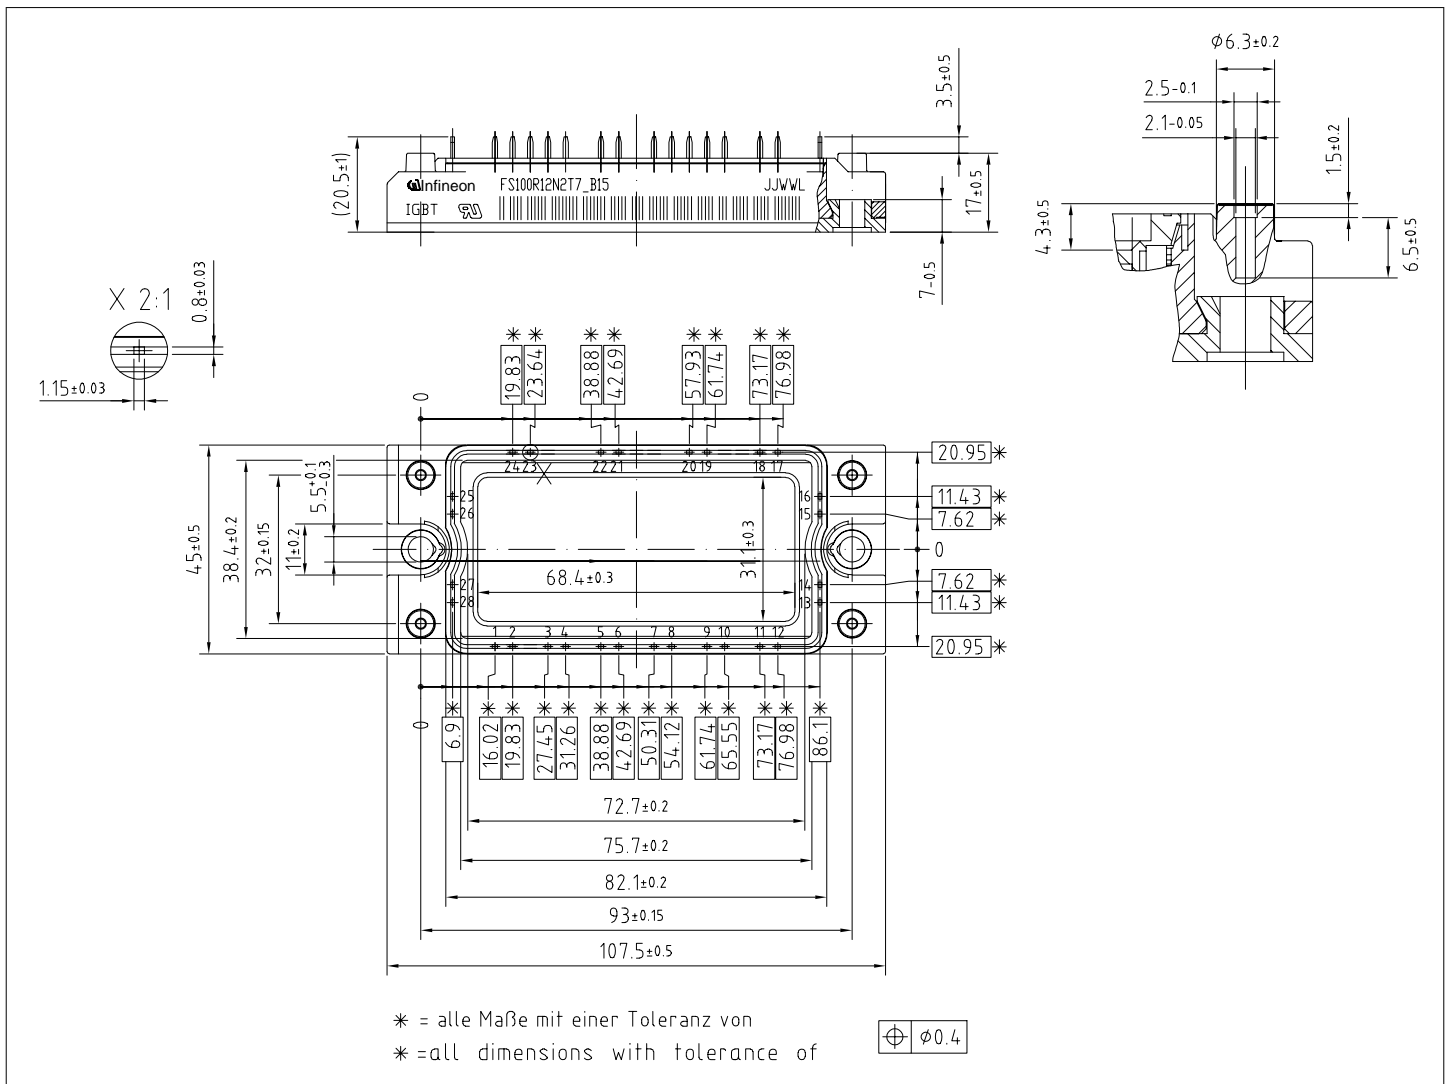 Ø6.3±0.2
2.5-0.1
2.1-0.05
1.5±0.2
4.3±0.5
6.5±0.5
3.5±0.5
(20.5±1)
17±0.5
7-0.5
Infineon FS100R12N2T7_B15 JJWWL
IGBT
X 2:1
0.8±0.03
1.15±0.03
19.83 23.64 38.88 42.69 57.93 61.74 73.17 76.98
0
24 23 22 21 20 19 18 17
X
20.95
25 16 11.43
26 15 7.62
0
27 14 7.62
28 13 11.43
20.95
45±0.5
38.4±0.2
32±0.15
11±0.2
5.5+0.1-0.3
68.4±0.3
31.1±0.3
1 2 3 4 5 6 7 8 9 10 11 12
0
6.9 16.02 19.83 27.45 31.26 38.88 42.69 50.31 54.12 61.74 65.55 73.17 76.98 86.1
72.7±0.2
75.7±0.2
82.1±0.2
93±0.15
107.5±0.5
* = alle Maße mit einer Toleranz von
* =all dimensions with tolerance of
⌖ Ø0.4